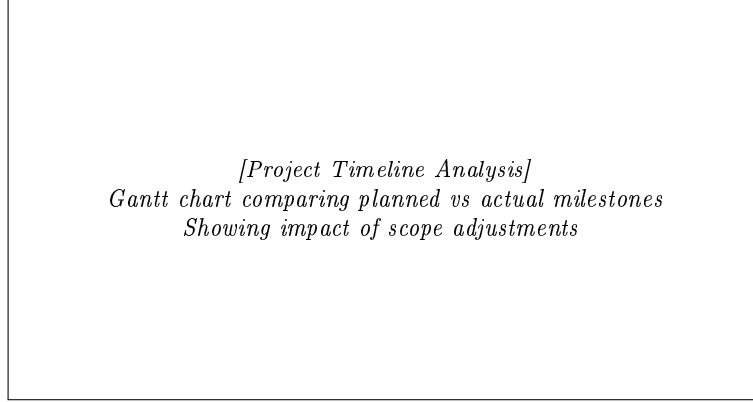 [Project Timeline Analysis]
Gantt chart comparing planned vs actual milestones
Showing impact of scope adjustments